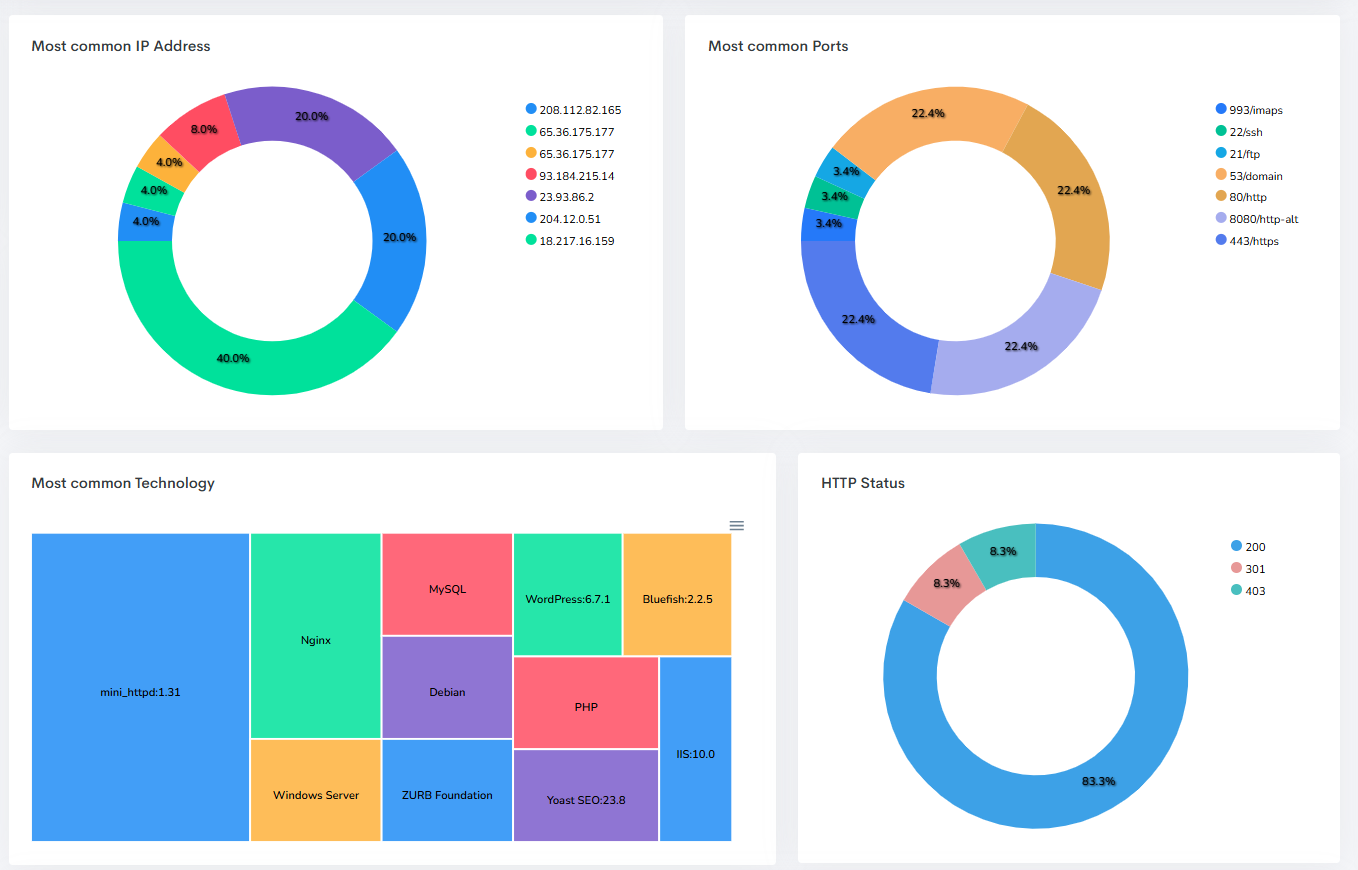 Most common IP Address
20.0%
8.0%
4.0%
4.0%
4.0%
20.0%
40.0%
208.112.82.165
65.36.175.177
65.36.175.177
93.184.215.14
23.93.86.2
204.12.0.51
18.217.16.159
Most common Ports
22.4%
3.4%
3.4%
3.4%
22.4%
22.4%
22.4%
993/imaps
22/ssh
21/ftp
53/domain
80/http
8080/http-alt
443/https
Most common Technology
mini_httpd:1.31
Nginx
Windows Server
MySQL
Debian
ZURB Foundation
WordPress:6.7.1
Bluefish:2.2.5
PHP
Yoast SEO:23.8
IIS:10.0
HTTP Status
8.3%
8.3%
83.3%
200
301
403